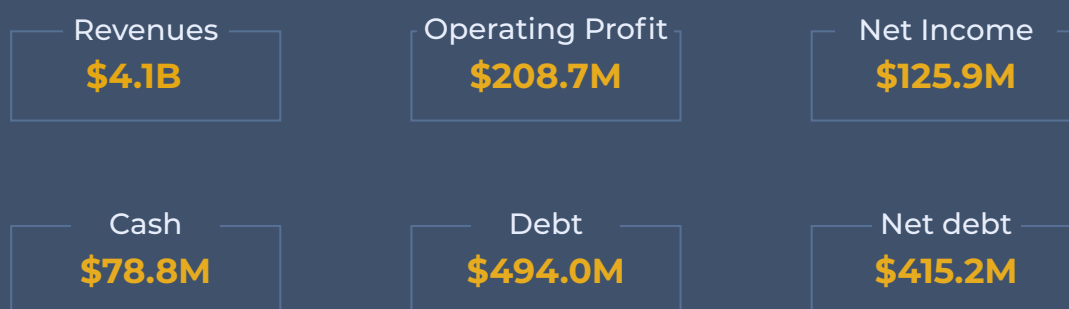 Revenues
$4.1B
Operating Profit
$208.7M
Net Income
$125.9M
Cash
$78.8M
Debt
$494.0M
Net debt
$415.2M